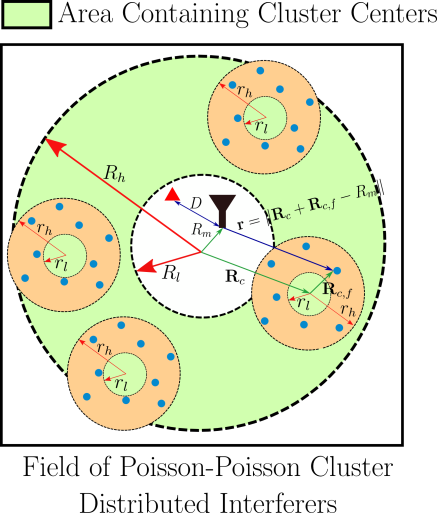 Area Containing Cluster Centers
r_h
r_l
R_h
D
r = ||R_c + R_{c,f} − R_m||
R_m
r_h
r_l
R_l
R_c
R_{c,f}
r_l
r_h
r_h
r_l
Field of Poisson-Poisson Cluster
Distributed Interferers